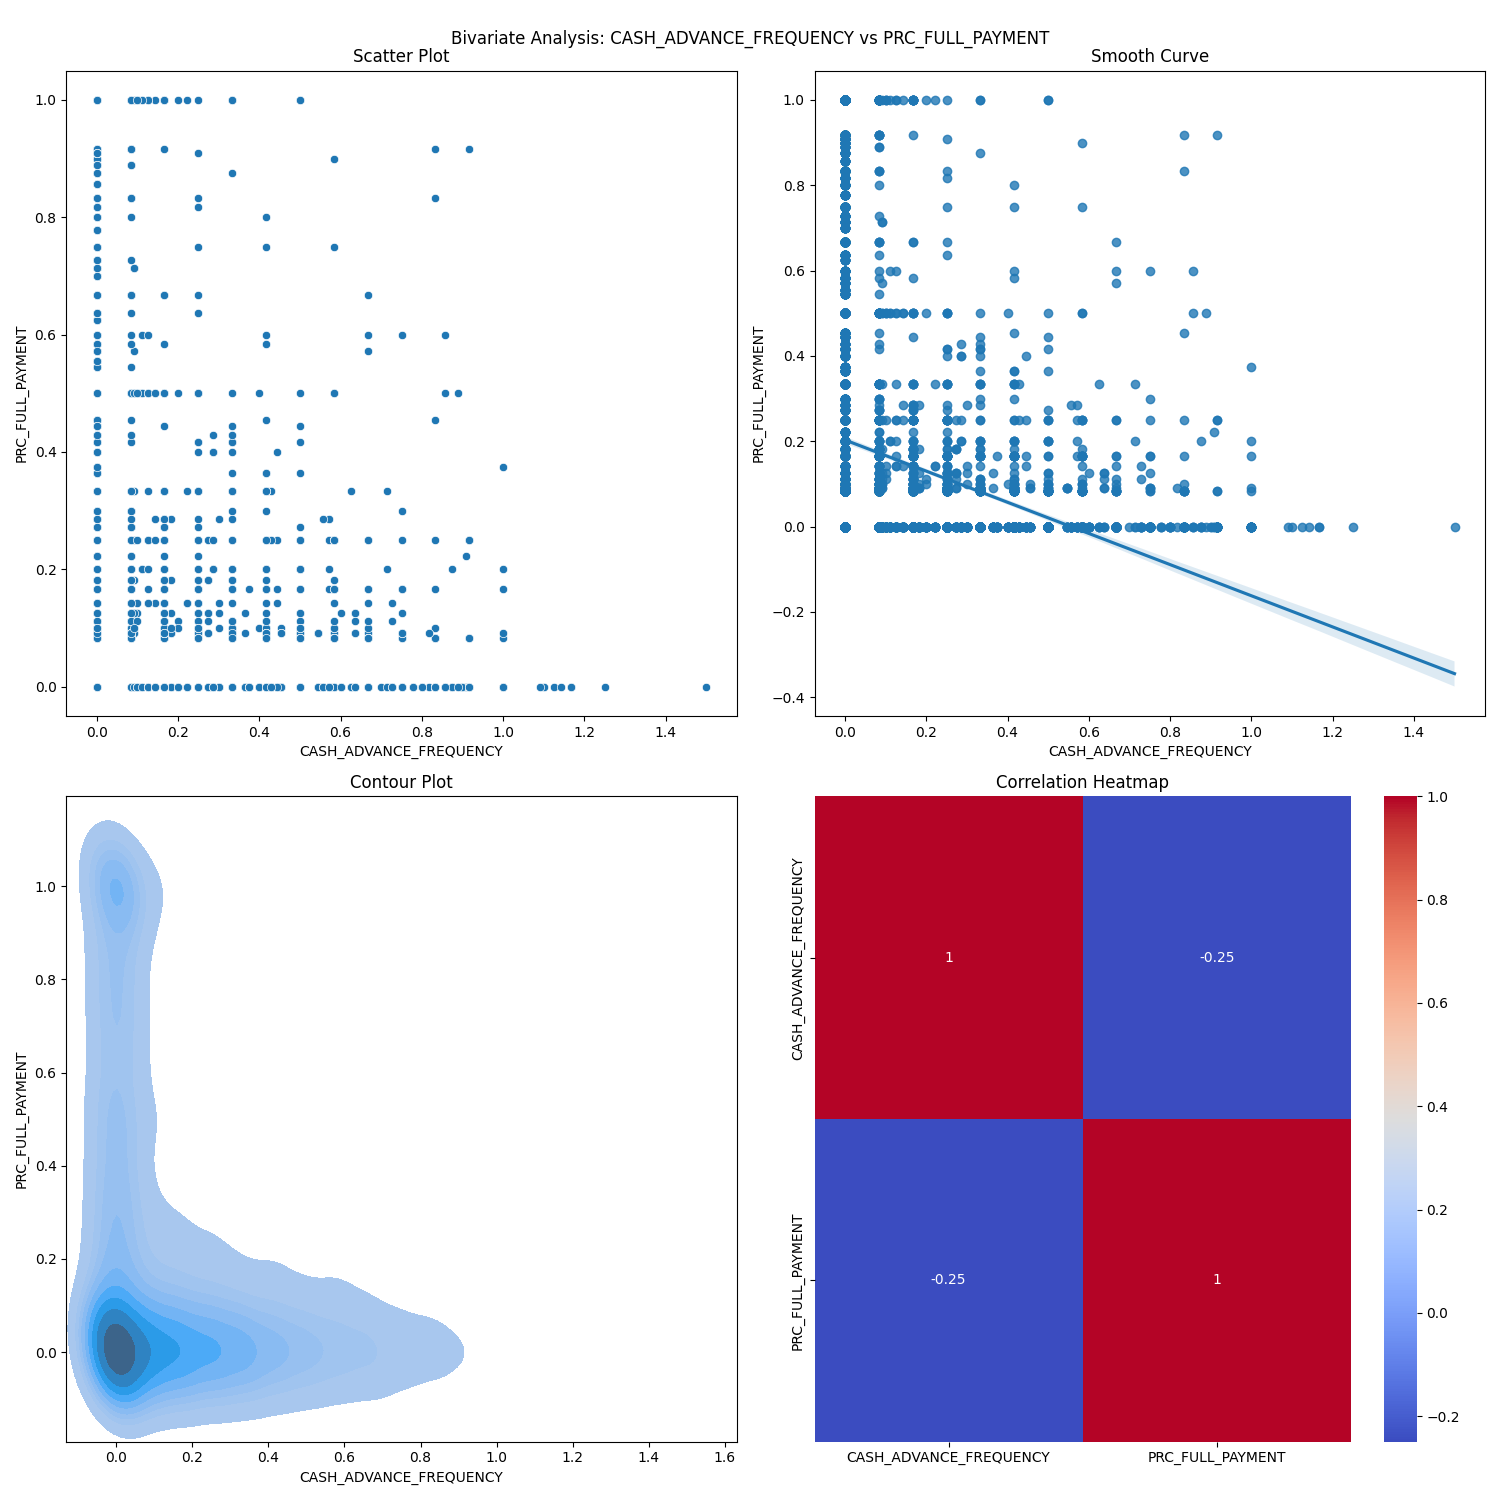 Bivariate Analysis: CASH_ADVANCE_FREQUENCY vs PRC_FULL_PAYMENT
Scatter Plot
1.0
0.8
0.6
0.4
0.2
0.0
PRC_FULL_PAYMENT
0.0 0.2 0.4 0.6 0.8 1.0 1.2 1.4
CASH_ADVANCE_FREQUENCY
Smooth Curve
1.0
0.8
0.6
0.4
0.2
0.0
−0.2
−0.4
PRC_FULL_PAYMENT
0.0 0.2 0.4 0.6 0.8 1.0 1.2 1.4
CASH_ADVANCE_FREQUENCY
Contour Plot
1.0
0.8
0.6
0.4
0.2
0.0
PRC_FULL_PAYMENT
0.0 0.2 0.4 0.6 0.8 1.0 1.2 1.4 1.6
CASH_ADVANCE_FREQUENCY
Correlation Heatmap
CASH_ADVANCE_FREQUENCY
PRC_FULL_PAYMENT
1 -0.25
-0.25 1
CASH_ADVANCE_FREQUENCY PRC_FULL_PAYMENT
1.0
0.8
0.6
0.4
0.2
0.0
−0.2